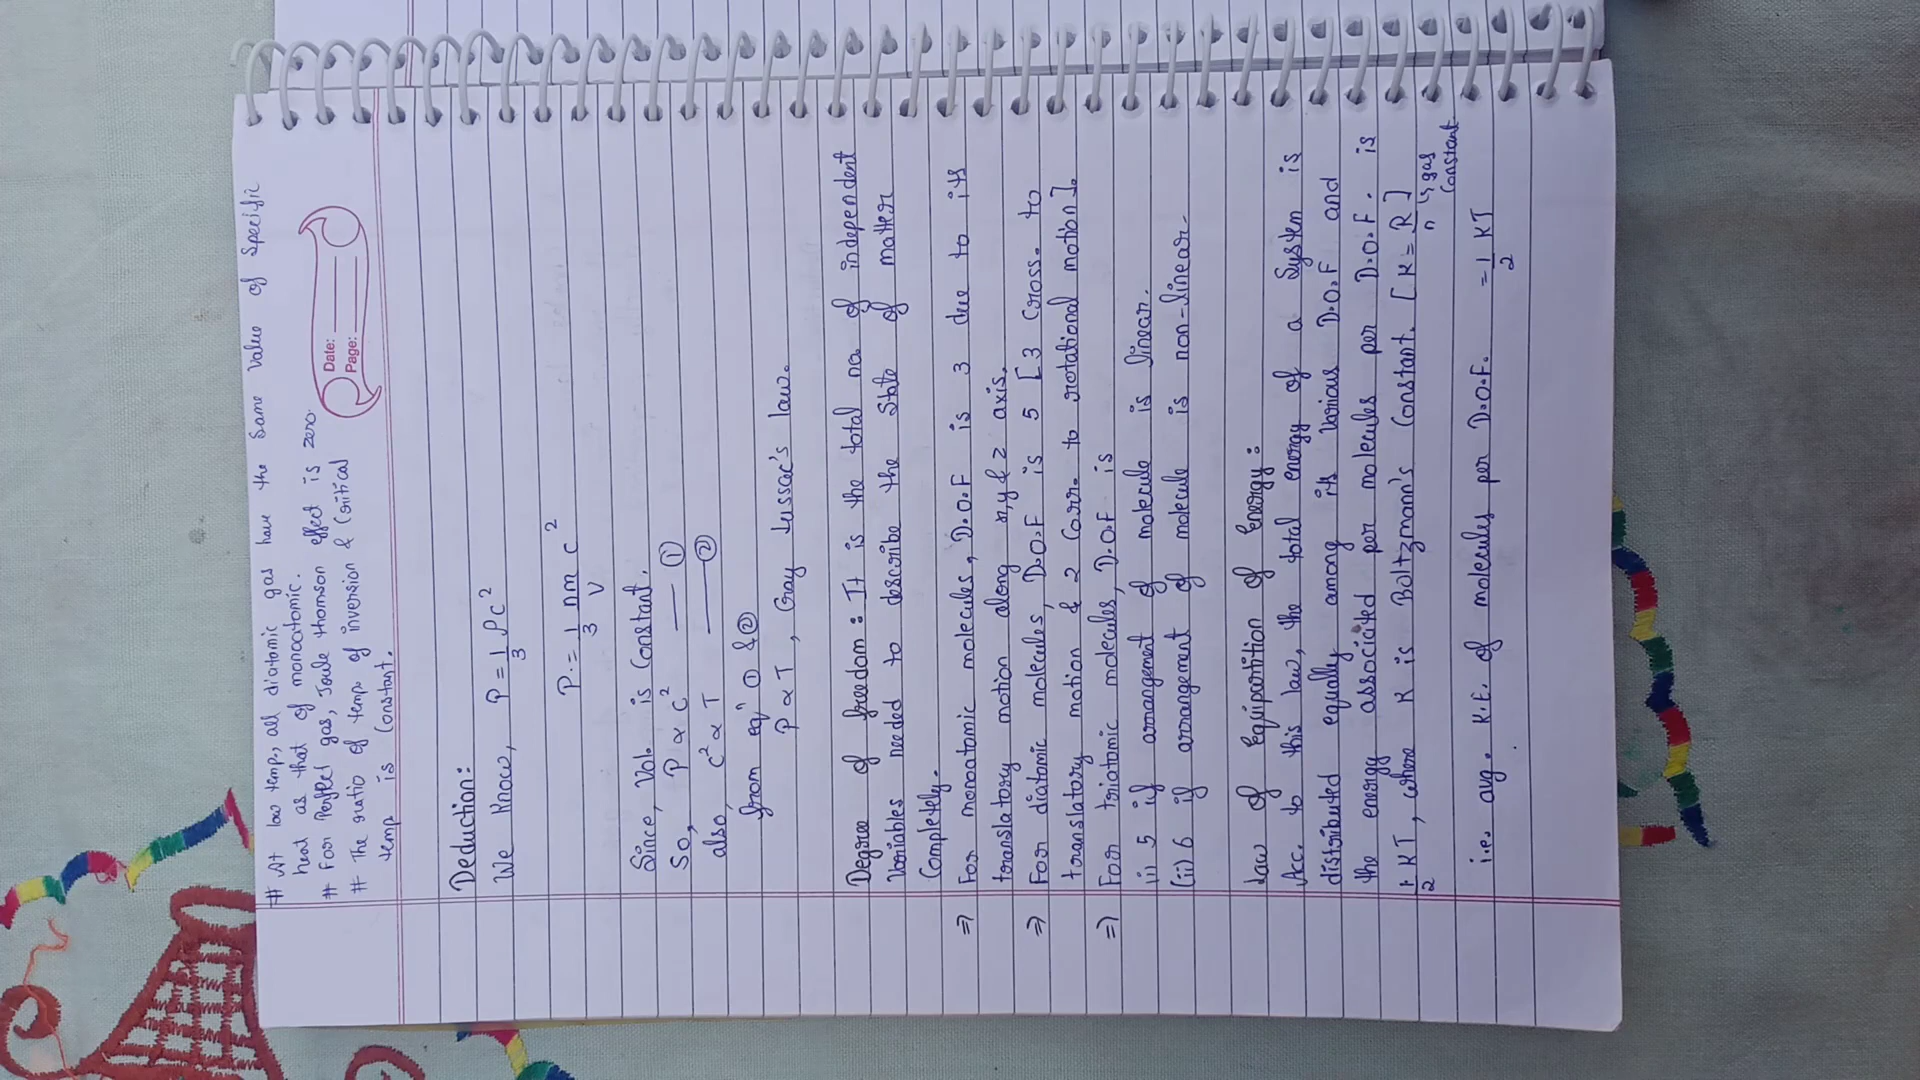 # At low temp., all diatomic gas have the same value of specific
heat as that of monoatomic.
# For Perfect gas, Joule thomson effect is zero.
# The ratio of temp. of inversion & Critical
temp is Constant.
Date:
Page:
Deduction:
We know, P = 1/3 ρc²
P = 1/3 nm/V c²
Since, Vol. is Constant.
So, P ∝ c² — ①
also, c² ∝ T — ②
from eqⁿ ① & ②
P ∝ T, Gay Lussac's law.
Degree of freedom: It is the total no. of independent
Variables needed to describe the state of matter
Completely.
⇒ For monoatomic molecules, D.O.F is 3 due to its
translatory motion along x, y & z axis.
⇒ For diatomic molecules, D.O.F is 5 [3 Cross. to
translatory motion & 2 Corr. to rotational motion].
⇒ For triatomic molecules, D.O.F is
(i) 5 if arrangement of molecule is linear.
(ii) 6 if arrangement of molecule is non-linear.
Law of equipartition of energy:
Acc. to this law, the total energy of a System is
distributed equally among its various D.O.F and
the energy associcited per molecules per D.O.F. is
1/2 KT, where K is Boltzmann's Constant. [K = R/n]
↳ gas
Constant
i.e. avg. K.E. of molecules per D.O.F. = 1/2 KT